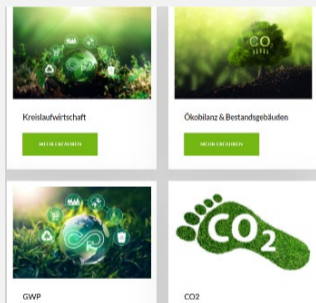 CO
Kreislaufwirtschaft
Ökobilanz & Bestandsgebäuden
MEHR ERFAHREN
MEHR ERFAHREN
CO2
GWP
CO2